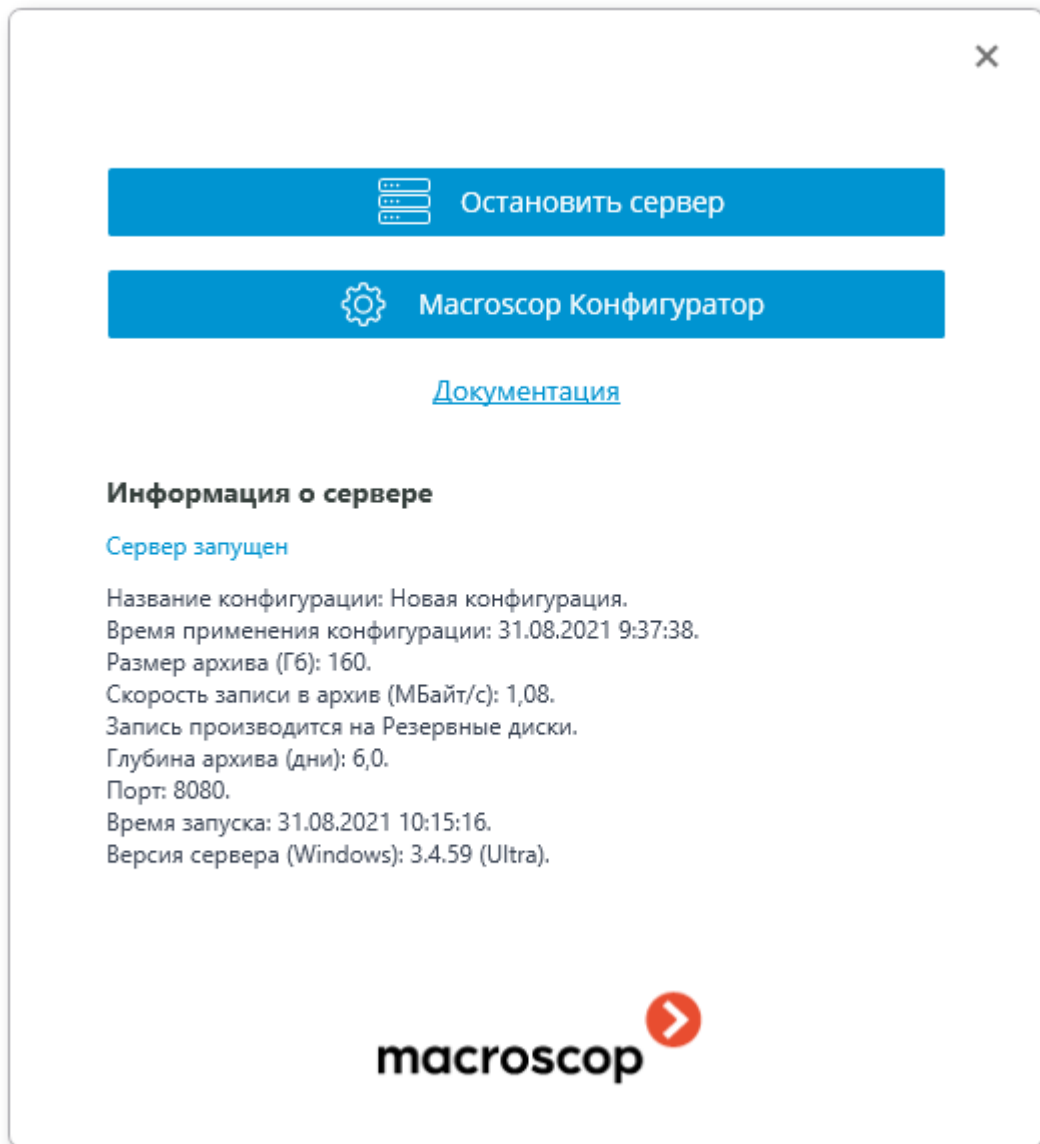 Остановить сервер
Macroscop Конфигуратор
Документация
Информация о сервере
Сервер запущен
Название конфигурации: Новая конфигурация.
Время применения конфигурации: 31.08.2021 9:37:38.
Размер архива (Гб): 160.
Скорость записи в архив (МБайт/с): 1,08.
Запись производится на Резервные диски.
Глубина архива (дни): 6,0.
Порт: 8080.
Время запуска: 31.08.2021 10:15:16.
Версия сервера (Windows): 3.4.59 (Ultra).
macroscop